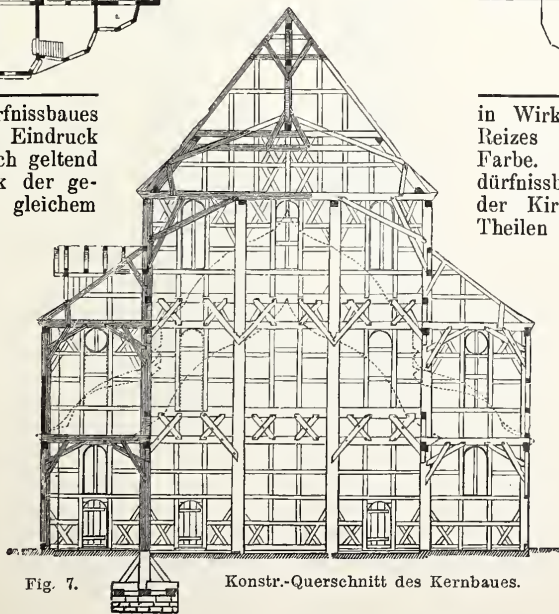 rfnissbaues
Eindruck
ch geltend
k der ge-
gleichem
in Wirk
Reizes
Farbe.
dürfnissb
der Kir
Theilen
Fig. 7.
Konstr.-Querschnitt des Kernbaues.